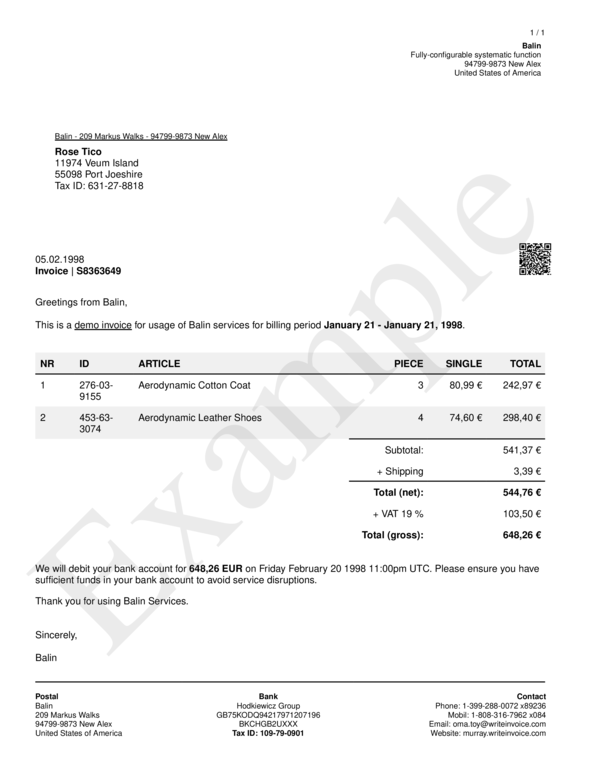 1 / 1
Balin
Fully-configurable systematic function
94799-9873 New Alex
United States of America
Balin - 209 Markus Walks - 94799-9873 New Alex
Rose Tico
11974 Veum Island
55098 Port Joeshire
Tax ID: 631-27-8818
05.02.1998
Invoice | S8363649
Greetings from Balin,
This is a demo invoice for usage of Balin services for billing period January 21 - January 21, 1998.
NR ID ARTICLE PIECE SINGLE TOTAL
1 276-03- Aerodynamic Cotton Coat 3 80,99 € 242,97 €
9155
2 453-63- Aerodynamic Leather Shoes 4 74,60 € 298,40 €
3074
Subtotal: 541,37 €
+ Shipping 3,39 €
Total (net): 544,76 €
+ VAT 19 % 103,50 €
Total (gross): 648,26 €
We will debit your bank account for 648,26 EUR on Friday February 20 1998 11:00pm UTC. Please ensure you have
sufficient funds in your bank account to avoid service disruptions.
Thank you for using Balin Services.
Sincerely,
Balin
Example
Postal Bank Contact
Balin Hodkiewicz Group Phone: 1-399-288-0072 x89236
209 Markus Walks GB75KODQ94217971207196 Mobil: 1-808-316-7962 x084
94799-9873 New Alex BKCHGB2UXXX Email: oma.toy@writeinvoice.com
United States of America Tax ID: 109-79-0901 Website: murray.writeinvoice.com